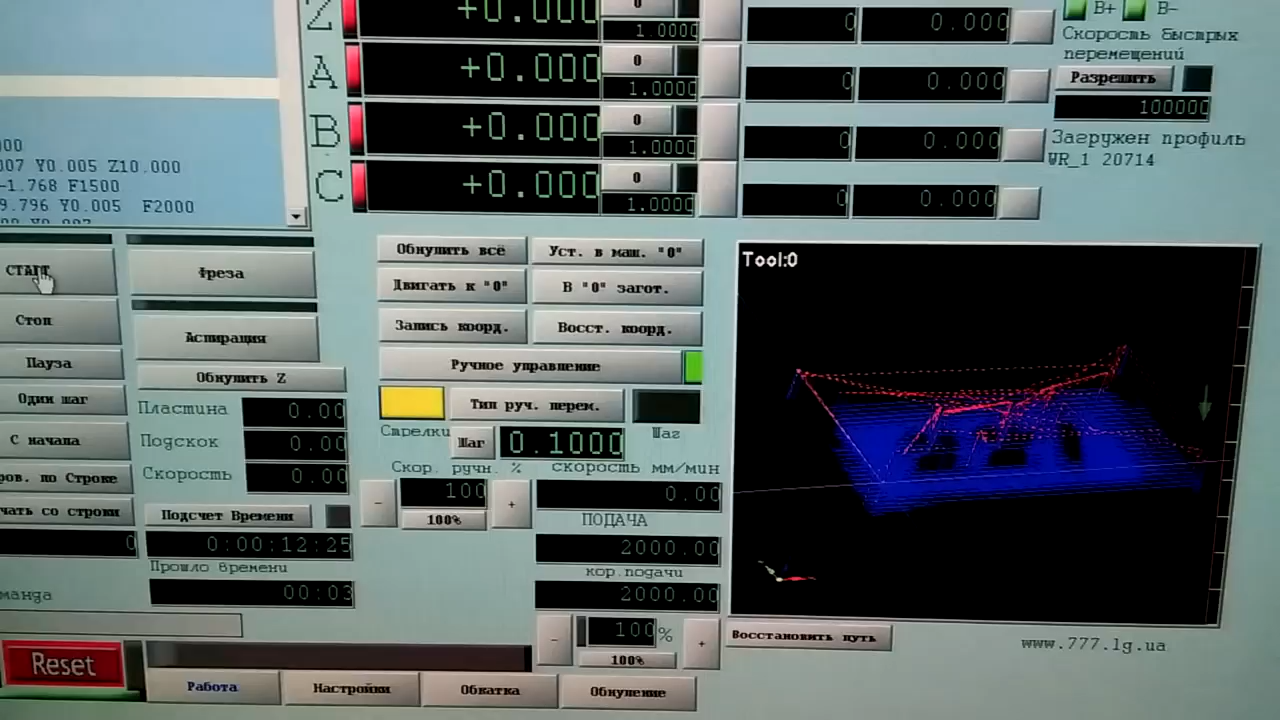 Z +0.000 0 0 0.000 B+ B-
1.0000
Скорость быстрых
перемещений
A +0.000 0 0 0.000 Разрешить
1.0000 100000
B +0.000 0 0 0.000 Загружен профиль
1.0000 WR_1 20714
C +0.000 0 0 0.000
1.0000
Y0.005 Z10.000
-1.768 F1500
Y0.005 F2000
СТАРТ
Стоп
Пауза
Один шаг
С начала
по Строке
со строки
0
Фреза
Аспирация
Обнулить Z
Пластина 0.00
Подскок 0.00
Скорость 0.00
Подсчет Времени
0:00:12:25
Прошло времени
00:03
Обнулить всё Уст. в маш. "0"
Двигать к "0" В "0" загот.
Запись коорд. Восст. коорд.
Ручное управление
Тип руч. перем.
Стрелки Шаг 0.1000 Шаг
Скор. ручн. % скорость мм/мин
- 100 + 0.00
100%
ПОДАЧА
2000.00
кор.подачи
2000.00
- 100 % +
100%
Tool:0
Восстановить путь www.777.lg.ua
Reset
Работа Настройки Обкатка Обнуление